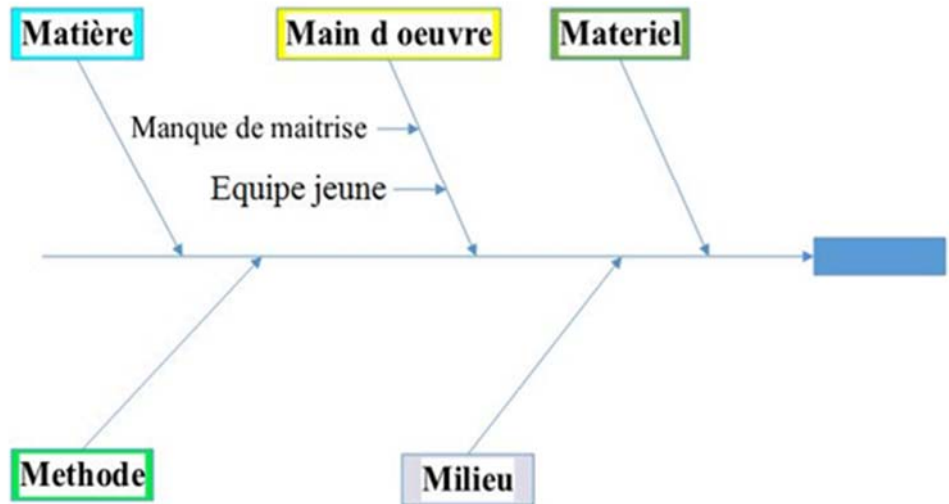 Matière
Main d oeuvre
Materiel
Manque de maitrise
Equipe jeune
Methode
Milieu